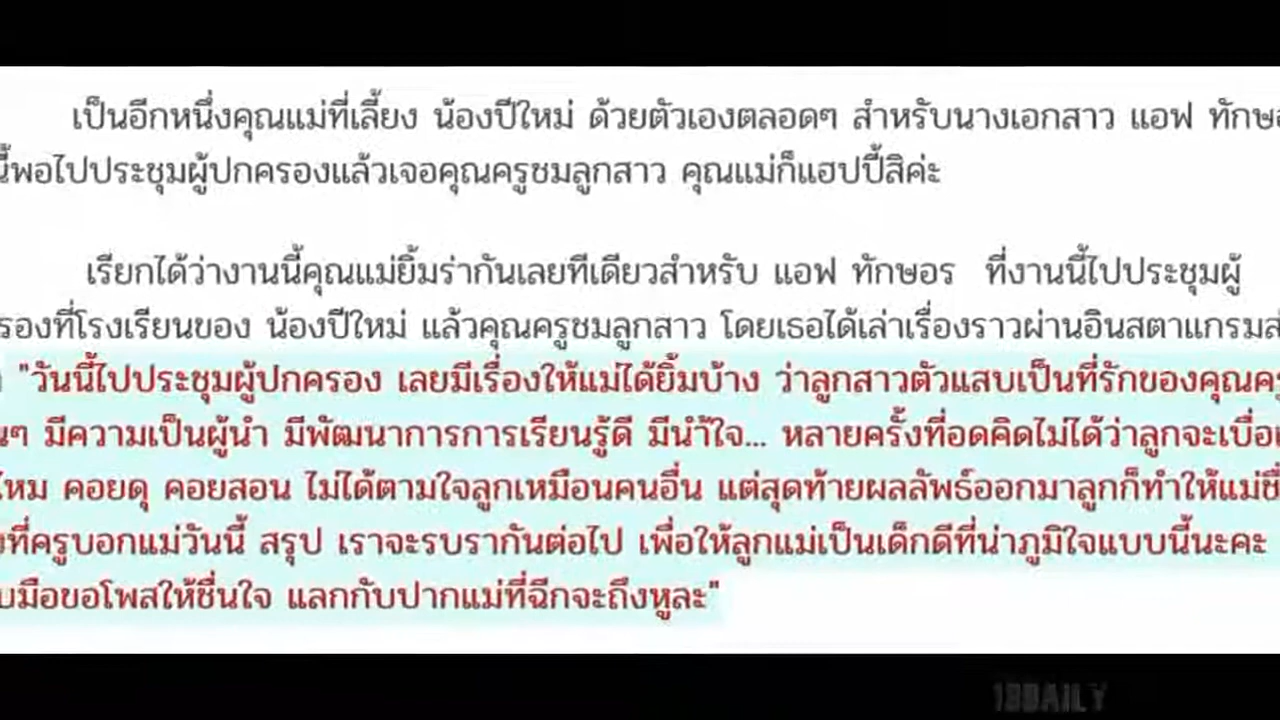 เป็นอีกหนึ่งคุณแม่ที่เลี้ยง น้องปีใหม่ ด้วยตัวเองตลอดๆ สำหรับนางเอกสาว แอฟ ทักษอ
นี้พอไปประชุมผู้ปกครองแล้วเจอคุณครูชมลูกสาว คุณแม่ก็แฮปปี้สิค่ะ
เรียกได้ว่างานนี้คุณแม่ยิ้มร่ากันเลยทีเดียวสำหรับ แอฟ ทักษอร ที่งานนี้ไปประชุมผู้
รองที่โรงเรียนของ น้องปีใหม่ แล้วคุณครูชมลูกสาว โดยเธอได้เล่าเรื่องราวผ่านอินสตาแกรมส่
"วันนี้ไปประชุมผู้ปกครอง เลยมีเรื่องให้แม่ได้ยิ้มบ้าง ว่าลูกสาวตัวแสบเป็นที่รักของคุณครู
นๆ มีความเป็นผู้นำ มีพัฒนาการการเรียนรู้ดี มีนำ้ใจ... หลายครั้งที่อดคิดไม่ได้ว่าลูกจะเบื่อแ
ไหม คอยดุ คอยสอน ไม่ได้ตามใจลูกเหมือนคนอื่น แต่สุดท้ายผลลัพธ์ออกมาลูกก็ทำให้แม่ชื่
ที่ครูบอกแม่วันนี้ สรุป เราจะรบรากันต่อไป เพื่อให้ลูกแม่เป็นเด็กดีที่น่าภูมิใจแบบนี้นะคะ
บมือขอโพสให้ชื่นใจ แลกกับปากแม่ที่ฉีกจะถึงหูละ"